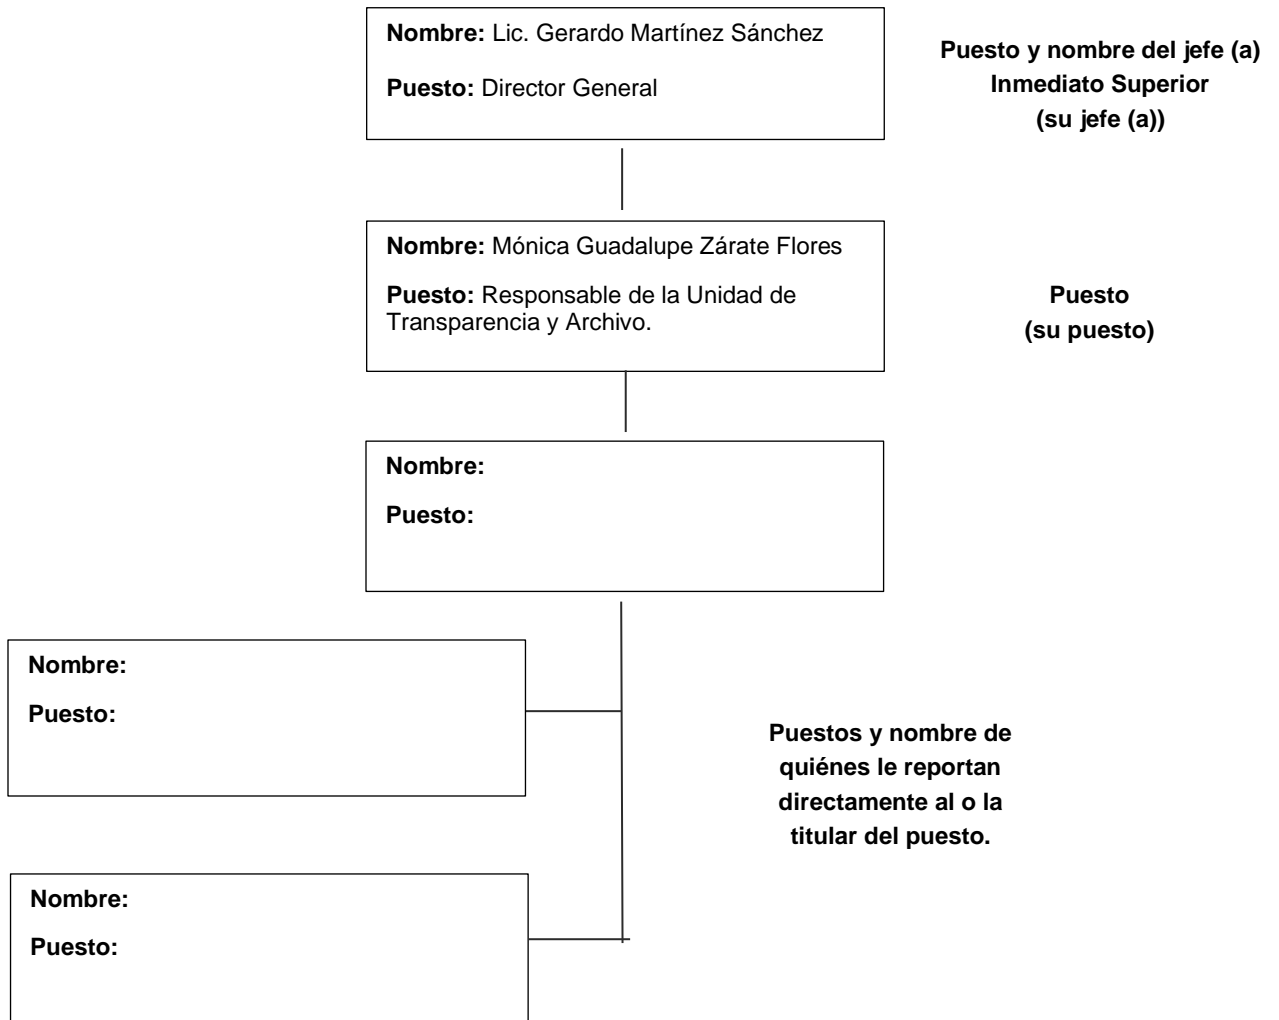 Nombre: Lic. Gerardo Martínez Sánchez
Puesto: Director General
Puesto y nombre del jefe (a)
Inmediato Superior
(su jefe (a))
Nombre: Mónica Guadalupe Zárate Flores
Puesto: Responsable de la Unidad de
Transparencia y Archivo.
Puesto
(su puesto)
Nombre:
Puesto:
Nombre:
Puesto:
Puestos y nombre de
quiénes le reportan
directamente al o la
titular del puesto.
Nombre:
Puesto: